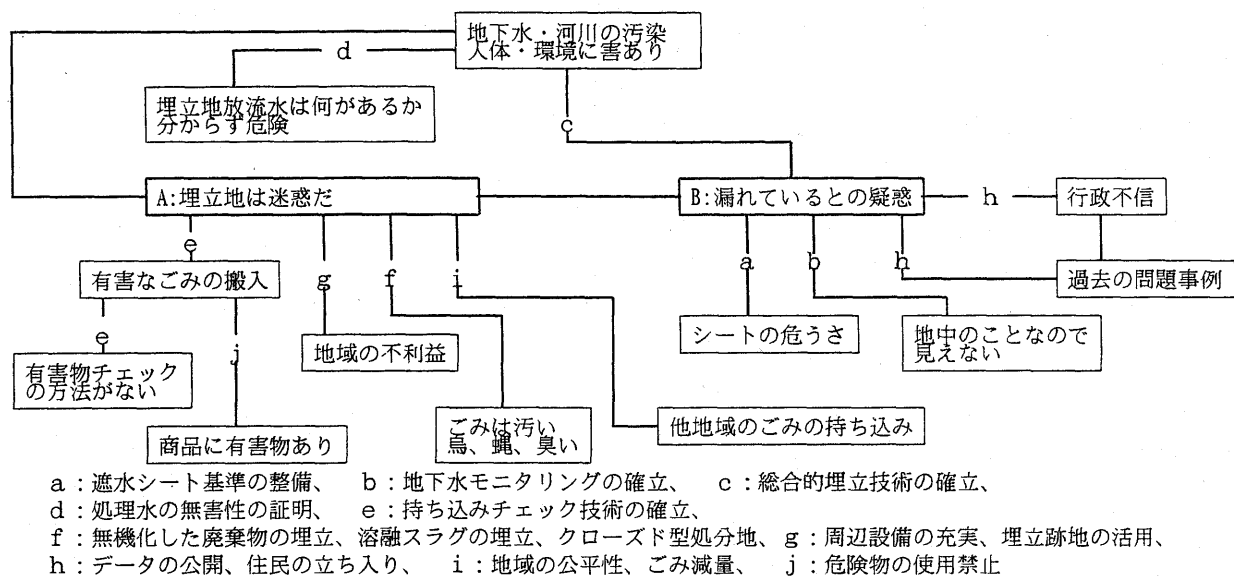 地下水・河川の汚染
人体・環境に害あり
d
埋立地放流水は何があるか
分からず危険
c
A:埋立地は迷惑だ
B:漏れているとの疑惑
h
行政不信
e
有害なごみの搬入
g
f
i
a
b
h
過去の問題事例
e
j
地域の不利益
シートの危うさ
地中のことなので
見えない
有害物チェック
の方法がない
商品に有害物あり
ごみは汚い
烏、蝿、臭い
他地域のごみの持ち込み
a：遮水シート基準の整備、 b：地下水モニタリングの確立、 c：総合的埋立技術の確立、
d：処理水の無害性の証明、 e：持ち込みチェック技術の確立、
f：無機化した廃棄物の埋立、溶融スラグの埋立、クローズド型処分地、g：周辺設備の充実、埋立跡地の活用、
h：データの公開、住民の立ち入り、 i：地域の公平性、ごみ減量、 j：危険物の使用禁止